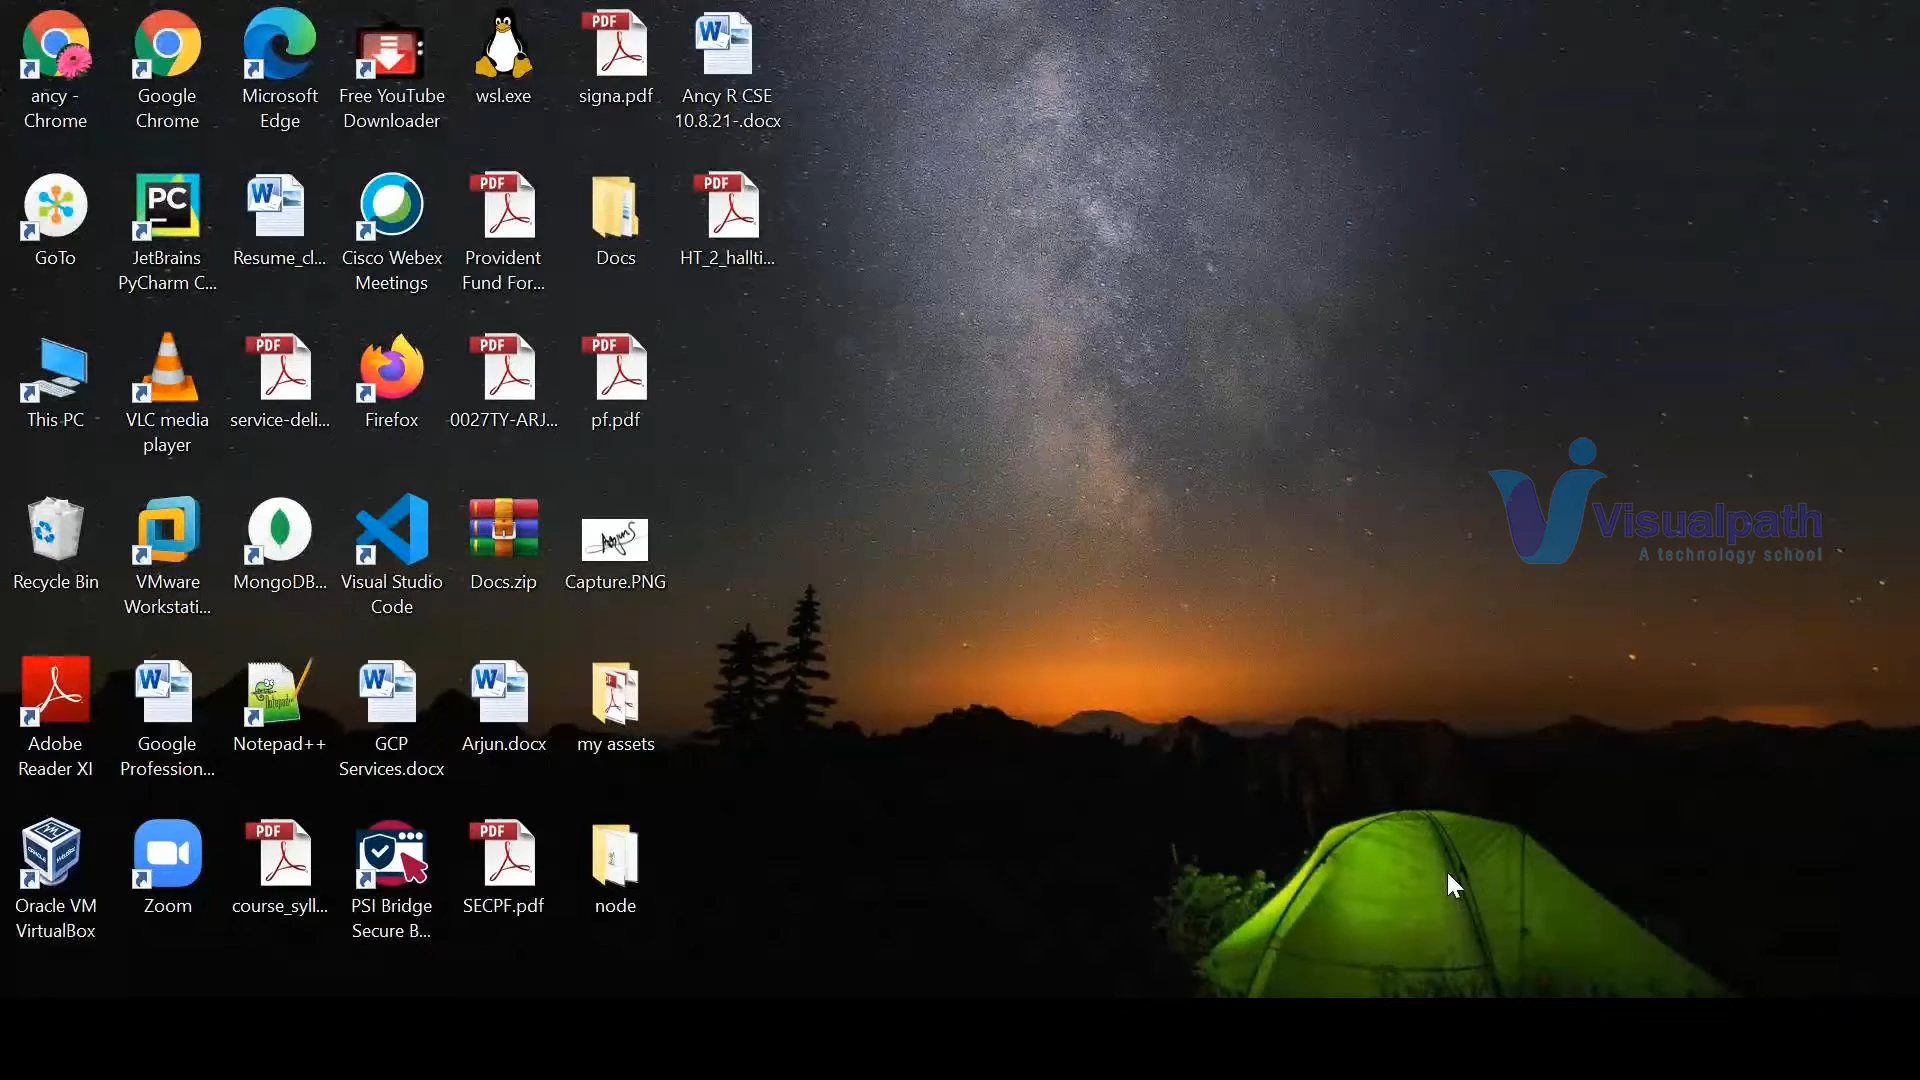 ancy -
Chrome
Google
Chrome
Microsoft
Edge
Free YouTube
Downloader
wsl.exe
PDF
signa.pdf
W
Ancy R CSE
10.8.21-.docx
GoTo
PC
JetBrains
PyCharm C...
W
Resume_cl...
Cisco Webex
Meetings
PDF
Provident
Fund For...
Docs
PDF
HT_2_hallti...
This PC
VLC media
player
PDF
service-deli...
Firefox
PDF
0027TY-ARJ...
PDF
pf.pdf
Recycle Bin
VMware
Workstati...
MongoDB...
Visual Studio
Code
Docs.zip
Capture.PNG
Visualpath
A technology school
Adobe
Reader XI
W
Google
Profession...
Notepad++
W
GCP
Services.docx
W
Arjun.docx
my assets
Oracle VM
VirtualBox
Zoom
PDF
course_syll...
PSI Bridge
Secure B...
PDF
SECPF.pdf
node